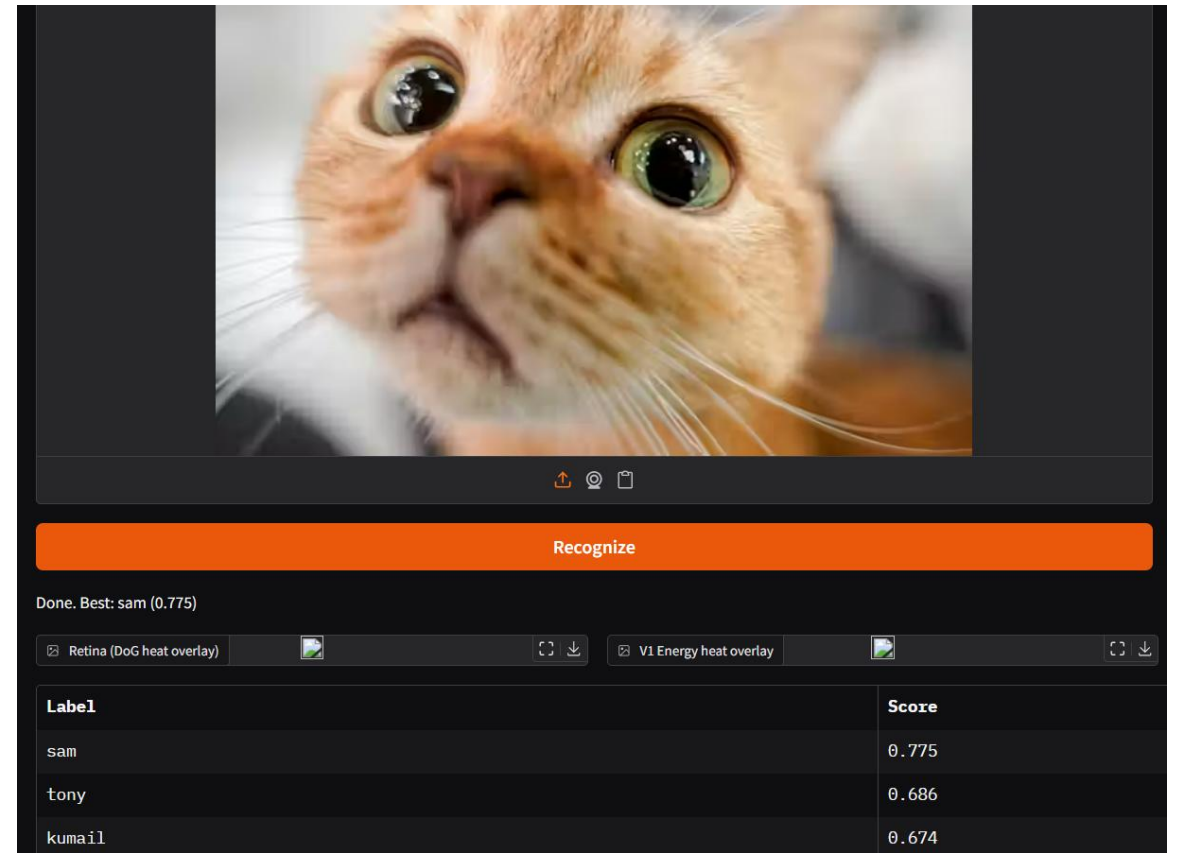 Recognize
Done. Best: sam (0.775)
Retina (DoG heat overlay)
V1 Energy heat overlay
Label Score
sam 0.775
tony 0.686
kumail 0.674